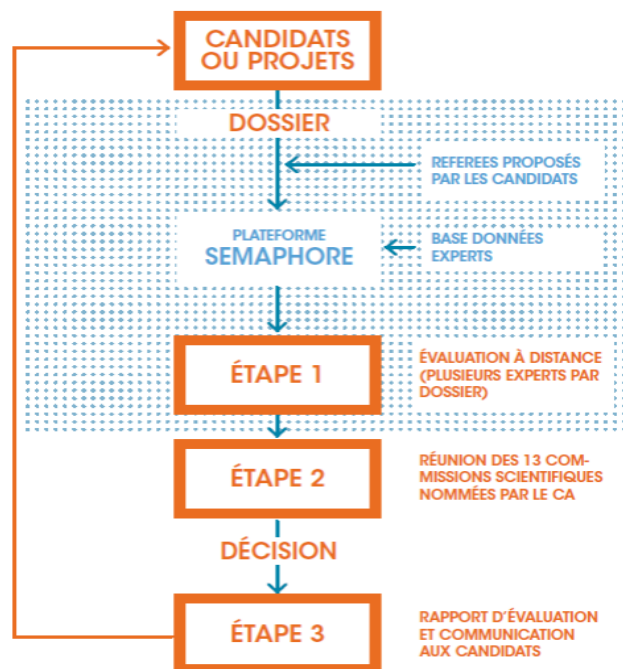 CANDIDATS
OU PROJETS
DOSSIER
REFEREES PROPOSÉS
PAR LES CANDIDATS
PLATEFORME
SEMAPHORE
BASE DONNÉES
EXPERTS
ÉTAPE 1
ÉVALUATION À DISTANCE
(PLUSIEURS EXPERTS PAR
DOSSIER)
ÉTAPE 2
RÉUNION DES 13 COM-
MISSIONS SCIENTIFIQUES
NOMMÉES PAR LE CA
DÉCISION
ÉTAPE 3
RAPPORT D'ÉVALUATION
ET COMMUNICATION
AUX CANDIDATS